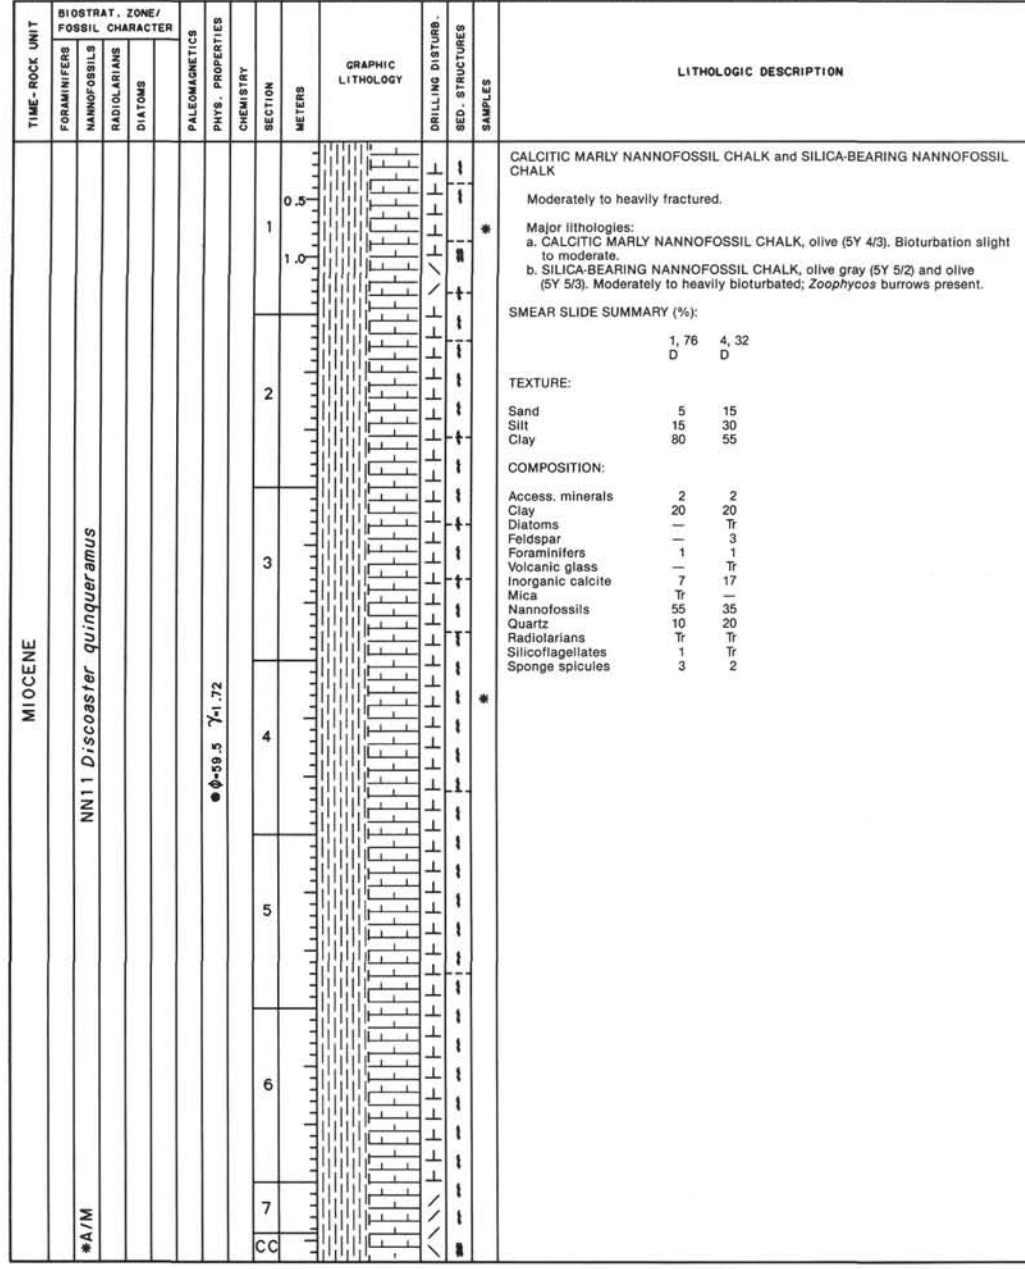 TIME-ROCK UNIT
BIOSTRAT. ZONE/
FOSSIL CHARACTER
FORAMINIFERS
NANNOFOSSILS
RADIOLARIANS
DIATOMS
PALEOMAGNETICS
PHYS. PROPERTIES
CHEMISTRY
SECTION
METERS
GRAPHIC
LITHOLOGY
DRILLING DISTURB.
SED. STRUCTURES
SAMPLES
LITHOLOGIC DESCRIPTION
MIOCENE
NN11 Discoaster quinqueramus
*A/M
●ϕ=59.5 γ=1.72
1
0.5
1.0
2
3
4
5
6
7
CC
*
*
CALCITIC MARLY NANNOFOSSIL CHALK and SILICA-BEARING NANNOFOSSIL
CHALK
Moderately to heavily fractured.
Major lithologies:
a. CALCITIC MARLY NANNOFOSSIL CHALK, olive (5Y 4/3). Bioturbation slight
to moderate.
b. SILICA-BEARING NANNOFOSSIL CHALK, olive gray (5Y 5/2) and olive
(5Y 5/3). Moderately to heavily bioturbated; Zoophycos burrows present.
SMEAR SLIDE SUMMARY (%):
1, 76 4, 32
D D
TEXTURE:
Sand 5 15
Silt 15 30
Clay 80 55
COMPOSITION:
Access. minerals 2 2
Clay 20 20
Diatoms — Tr
Feldspar — 3
Foraminifers 1 1
Volcanic glass — Tr
Inorganic calcite 7 17
Mica Tr —
Nannofossils 55 35
Quartz 10 20
Radiolarians Tr Tr
Silicoflagellates 1 Tr
Sponge spicules 3 2